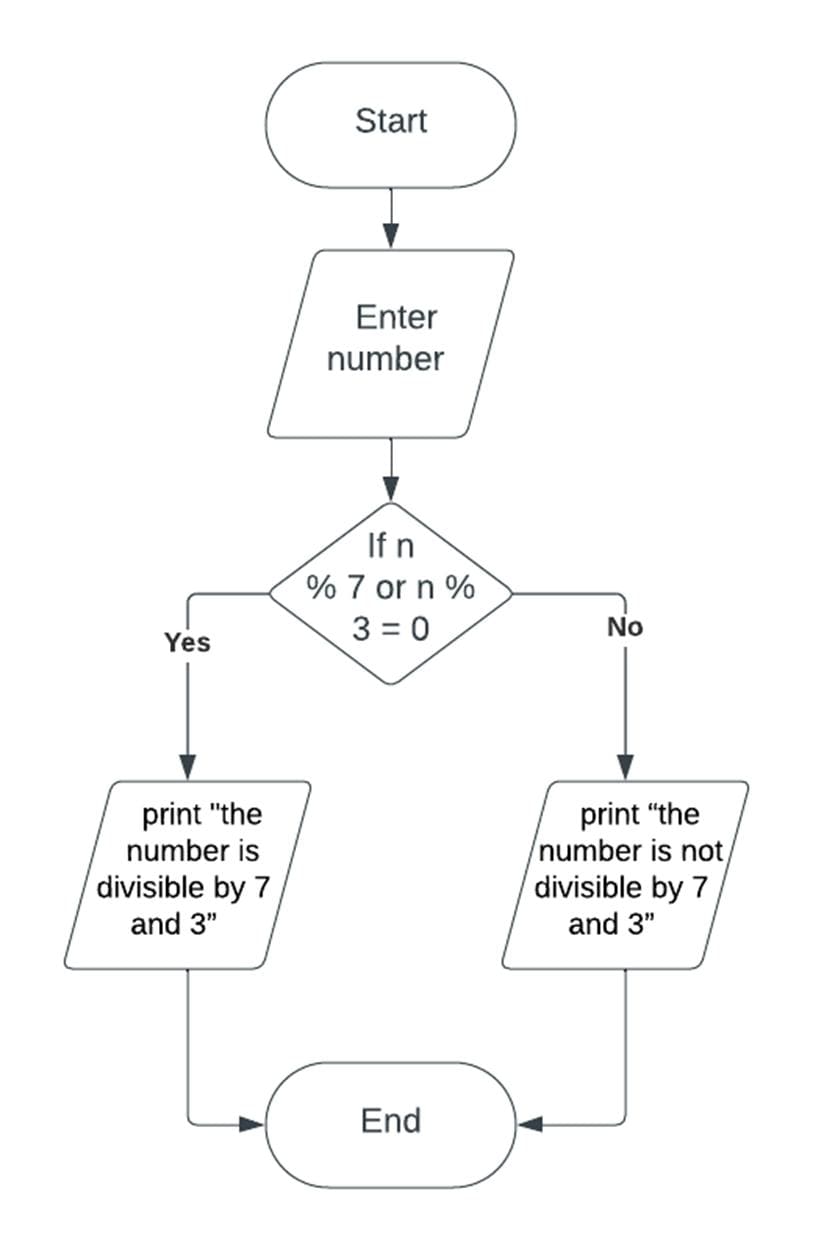 Start
Enter
number
If n
% 7 or n %
3 = 0
Yes
No
print "the
number is
divisible by 7
and 3”
print “the
number is not
divisible by 7
and 3”
End